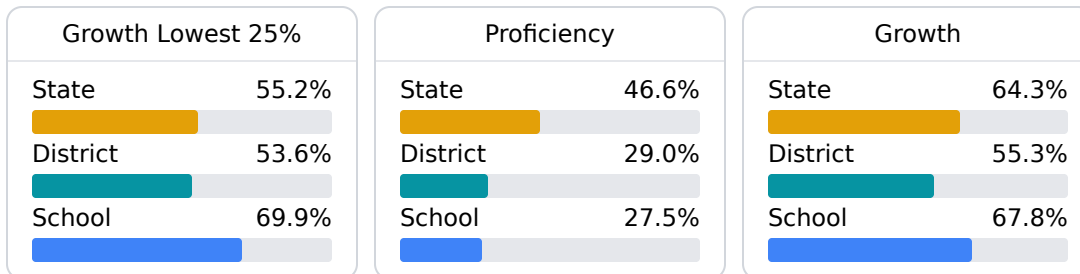 Growth Lowest 25%
State 55.2%
District 53.6%
School 69.9%
Proficiency
State 46.6%
District 29.0%
School 27.5%
Growth
State 64.3%
District 55.3%
School 67.8%